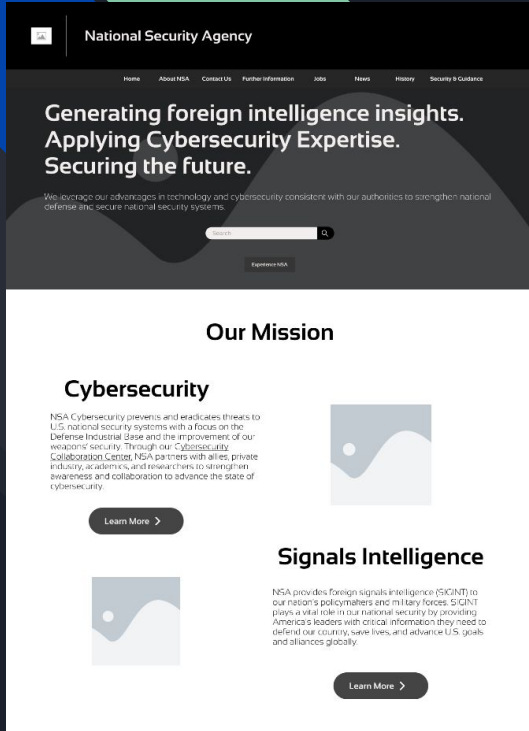 National Security Agency
Home About NSA Contact Us Further Information Jobs News History Security & Guidance
Generating foreign intelligence insights.
Applying Cybersecurity Expertise.
Securing the future.
We leverage our advantages in technology and cybersecurity consistent with our authorities to strengthen national
defense and secure national security systems.
Search
Experience NSA
Our Mission
Cybersecurity
NSA Cybersecurity prevents and eradicates threats to
U.S. national security systems with a focus on the
Defense Industrial Base and the improvement of our
weapons' security. Through our Cybersecurity
Collaboration Center, NSA partners with allies, private
industry, academics, and researchers to strengthen
awareness and collaboration to advance the state of
cybersecurity.
Learn More
Signals Intelligence
NSA provides foreign signals intelligence (SIGINT) to
our nation's policymakers and military forces. SIGINT
plays a vital role in our national security by providing
America's leaders with critical information they need to
defend our country, save lives, and advance U.S. goals
and alliances globally.
Learn More